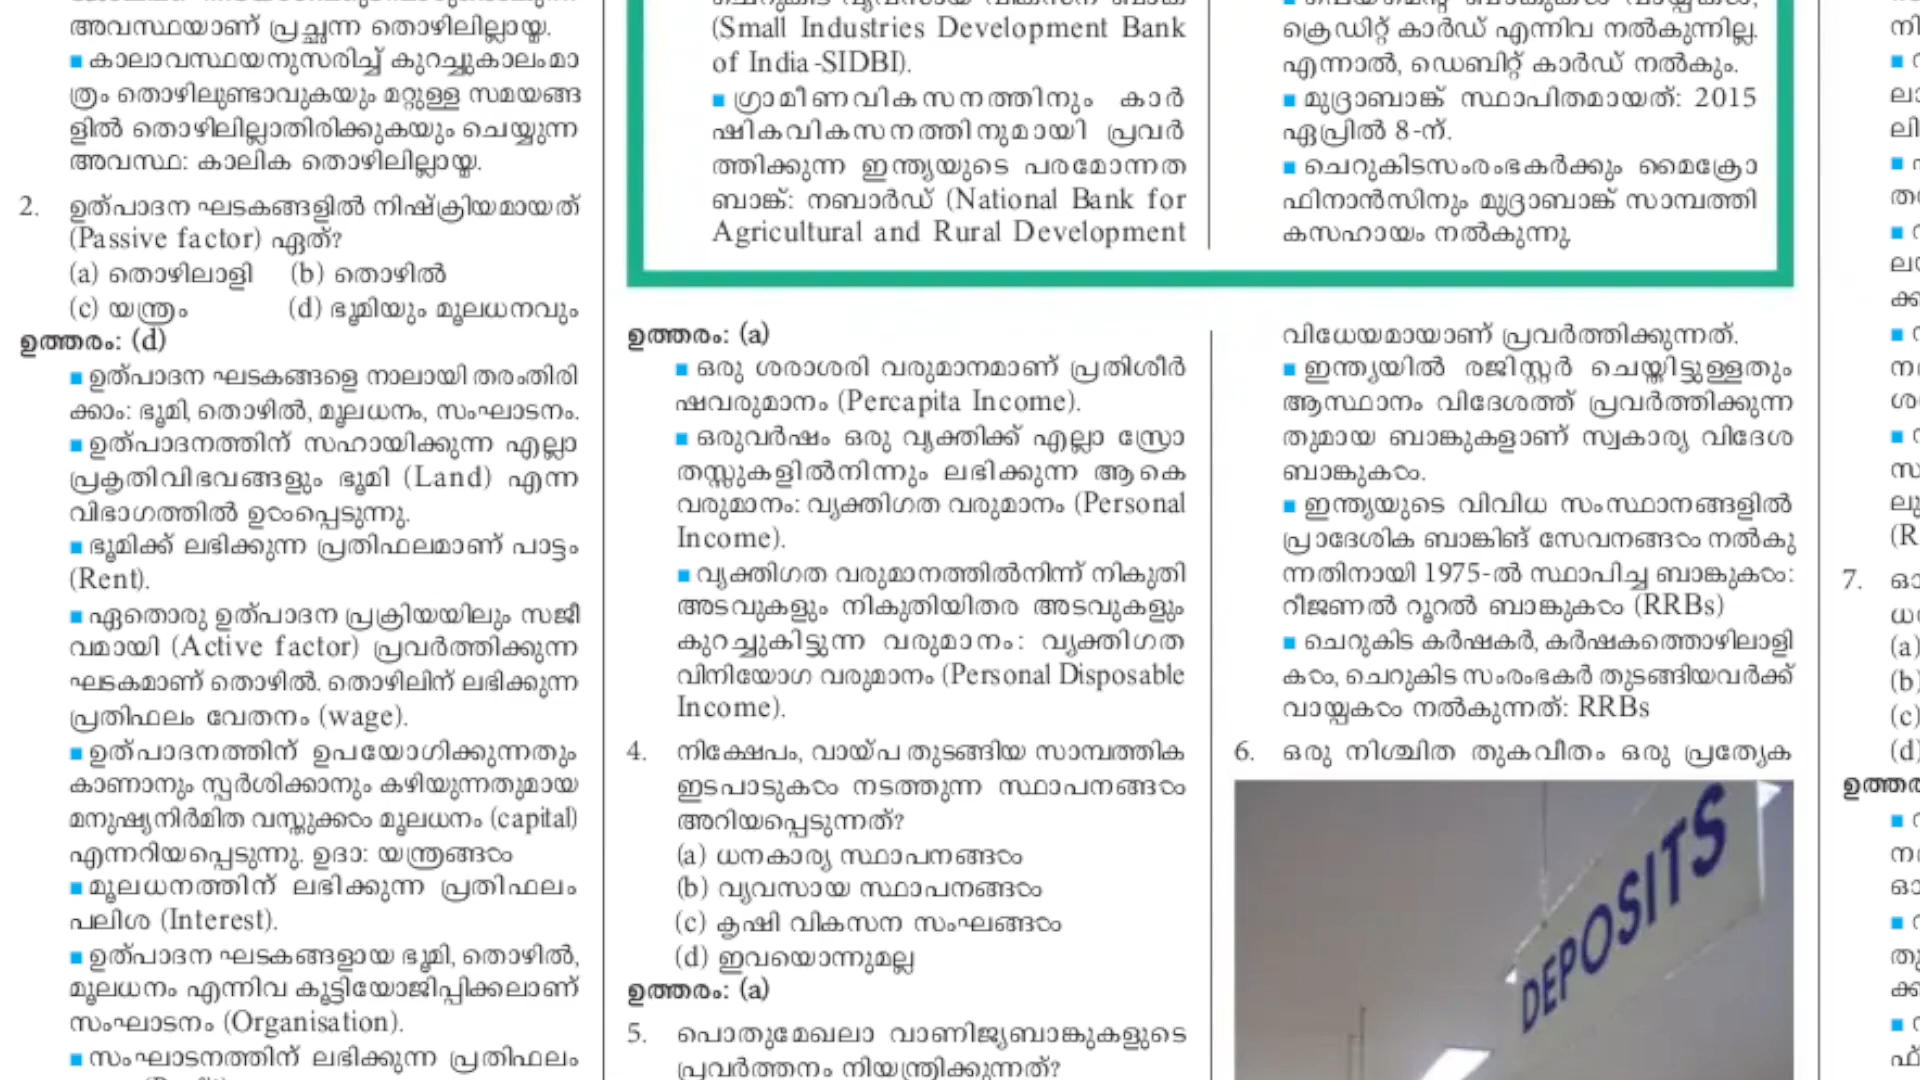 അവസ്ഥയാണ് പ്രച്ഛന്ന തൊഴിലില്ലായ്മ.
■ കാലാവസ്ഥയനുസരിച്ച് കുറച്ചുകാലംമാ
ത്രം തൊഴിലുണ്ടാവുകയും മറ്റുള്ള സമയങ്ങ
ളിൽ തൊഴിലില്ലാതിരിക്കുകയും ചെയ്യുന്ന
അവസ്ഥ: കാലിക തൊഴിലില്ലായ്മ.
2. ഉത്പാദന ഘടകങ്ങളിൽ നിഷ്ക്രിയമായത്
(Passive factor) ഏത്?
(a) തൊഴിലാളി (b) തൊഴിൽ
(c) യന്ത്രം (d) ഭൂമിയും മൂലധനവും
ഉത്തരം: (d)
■ ഉത്പാദന ഘടകങ്ങളെ നാലായി തരംതിരി
ക്കാം: ഭൂമി, തൊഴിൽ, മൂലധനം, സംഘാടനം.
■ ഉത്പാദനത്തിന് സഹായിക്കുന്ന എല്ലാ
പ്രകൃതിവിഭവങ്ങളും ഭൂമി (Land) എന്ന
വിഭാഗത്തിൽ ഉൾപ്പെടുന്നു.
■ ഭൂമിക്ക് ലഭിക്കുന്ന പ്രതിഫലമാണ് പാട്ടം
(Rent).
■ ഏതൊരു ഉത്പാദന പ്രക്രിയയിലും സജീ
വമായി (Active factor) പ്രവർത്തിക്കുന്ന
ഘടകമാണ് തൊഴിൽ. തൊഴിലിന് ലഭിക്കുന്ന
പ്രതിഫലം വേതനം (wage).
■ ഉത്പാദനത്തിന് ഉപയോഗിക്കുന്നതും
കാണാനും സ്പർശിക്കാനും കഴിയുന്നതുമായ
മനുഷ്യനിർമിത വസ്തുക്കൾ മൂലധനം (capital)
എന്നറിയപ്പെടുന്നു. ഉദാ: യന്ത്രങ്ങൾ
■ മൂലധനത്തിന് ലഭിക്കുന്ന പ്രതിഫലം
പലിശ (Interest).
■ ഉത്പാദന ഘടകങ്ങളായ ഭൂമി, തൊഴിൽ,
മൂലധനം എന്നിവ കൂട്ടിയോജിപ്പിക്കലാണ്
സംഘാടനം (Organisation).
■ സംഘാടനത്തിന് ലഭിക്കുന്ന പ്രതിഫലം
(Small Industries Development Bank
of India -SIDBI).
■ ഗ്രാമീണവികസനത്തിനും കാർ
ഷികവികസനത്തിനുമായി പ്രവർ
ത്തിക്കുന്ന ഇന്ത്യയുടെ പരമോന്നത
ബാങ്ക്: നബാർഡ് (National Bank for
Agricultural and Rural Development
ക്രെഡിറ്റ് കാർഡ് എന്നിവ നൽകുന്നില്ല.
എന്നാൽ, ഡെബിറ്റ് കാർഡ് നൽകും.
■ മുദ്രാബാങ്ക് സ്ഥാപിതമായത്: 2015
ഏപ്രിൽ 8-ന്.
■ ചെറുകിടസംരംഭകർക്കും മൈക്രോ
ഫിനാൻസിനും മുദ്രാബാങ്ക് സാമ്പത്തി
കസഹായം നൽകുന്നു.
ഉത്തരം: (a)
■ ഒരു ശരാശരി വരുമാനമാണ് പ്രതിശീർ
ഷവരുമാനം (Percapita Income).
■ ഒരുവർഷം ഒരു വ്യക്തിക്ക് എല്ലാ സ്രോ
തസ്സുകളിൽനിന്നും ലഭിക്കുന്ന ആകെ
വരുമാനം: വ്യക്തിഗത വരുമാനം (Personal
Income).
■ വ്യക്തിഗത വരുമാനത്തിൽനിന്ന് നികുതി
അടവുകളും നികുതിയിതര അടവുകളും
കുറച്ചുകിട്ടുന്ന വരുമാനം: വ്യക്തിഗത
വിനിയോഗ വരുമാനം (Personal Disposable
Income).
4. നിക്ഷേപം, വായ്പ തുടങ്ങിയ സാമ്പത്തിക
ഇടപാടുകൾ നടത്തുന്ന സ്ഥാപനങ്ങൾ
അറിയപ്പെടുന്നത്?
(a) ധനകാര്യ സ്ഥാപനങ്ങൾ
(b) വ്യവസായ സ്ഥാപനങ്ങൾ
(c) കൃഷി വികസന സംഘങ്ങൾ
(d) ഇവയൊന്നുമല്ല
ഉത്തരം: (a)
5. പൊതുമേഖലാ വാണിജ്യബാങ്കുകളുടെ
പ്രവർത്തനം നിയന്ത്രിക്കുന്നത്?
വിധേയമായാണ് പ്രവർത്തിക്കുന്നത്.
■ ഇന്ത്യയിൽ രജിസ്റ്റർ ചെയ്തിട്ടുള്ളതും
ആസ്ഥാനം വിദേശത്ത് പ്രവർത്തിക്കുന്ന
തുമായ ബാങ്കുകളാണ് സ്വകാര്യ വിദേശ
ബാങ്കുകൾ.
■ ഇന്ത്യയുടെ വിവിധ സംസ്ഥാനങ്ങളിൽ
പ്രാദേശിക ബാങ്കിങ് സേവനങ്ങൾ നൽകു
ന്നതിനായി 1975-ൽ സ്ഥാപിച്ച ബാങ്കുകൾ:
റീജണൽ റൂറൽ ബാങ്കുകൾ (RRBs)
■ ചെറുകിട കർഷകർ, കർഷകത്തൊഴിലാളി
കൾ, ചെറുകിട സംരംഭകർ തുടങ്ങിയവർക്ക്
വായ്പകൾ നൽകുന്നത്: RRBs
6. ഒരു നിശ്ചിത തുകവീതം ഒരു പ്രത്യേക
DEPOSITS
7.
(a)
(b)
(c)
(d)